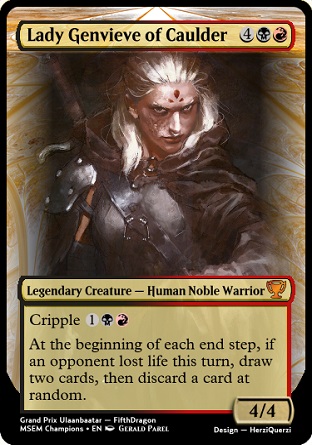 Lady Genvieve of Caulder 4
Legendary Creature — Human Noble Warrior
Cripple 1
At the beginning of each end step, if
an opponent lost life this turn, draw
two cards, then discard a card at
random.
4/4
Grand Prix Ulaanbaatar — FifthDragon
MSEM Champions • EN Gerald Parel
Design — HerziQuerzi